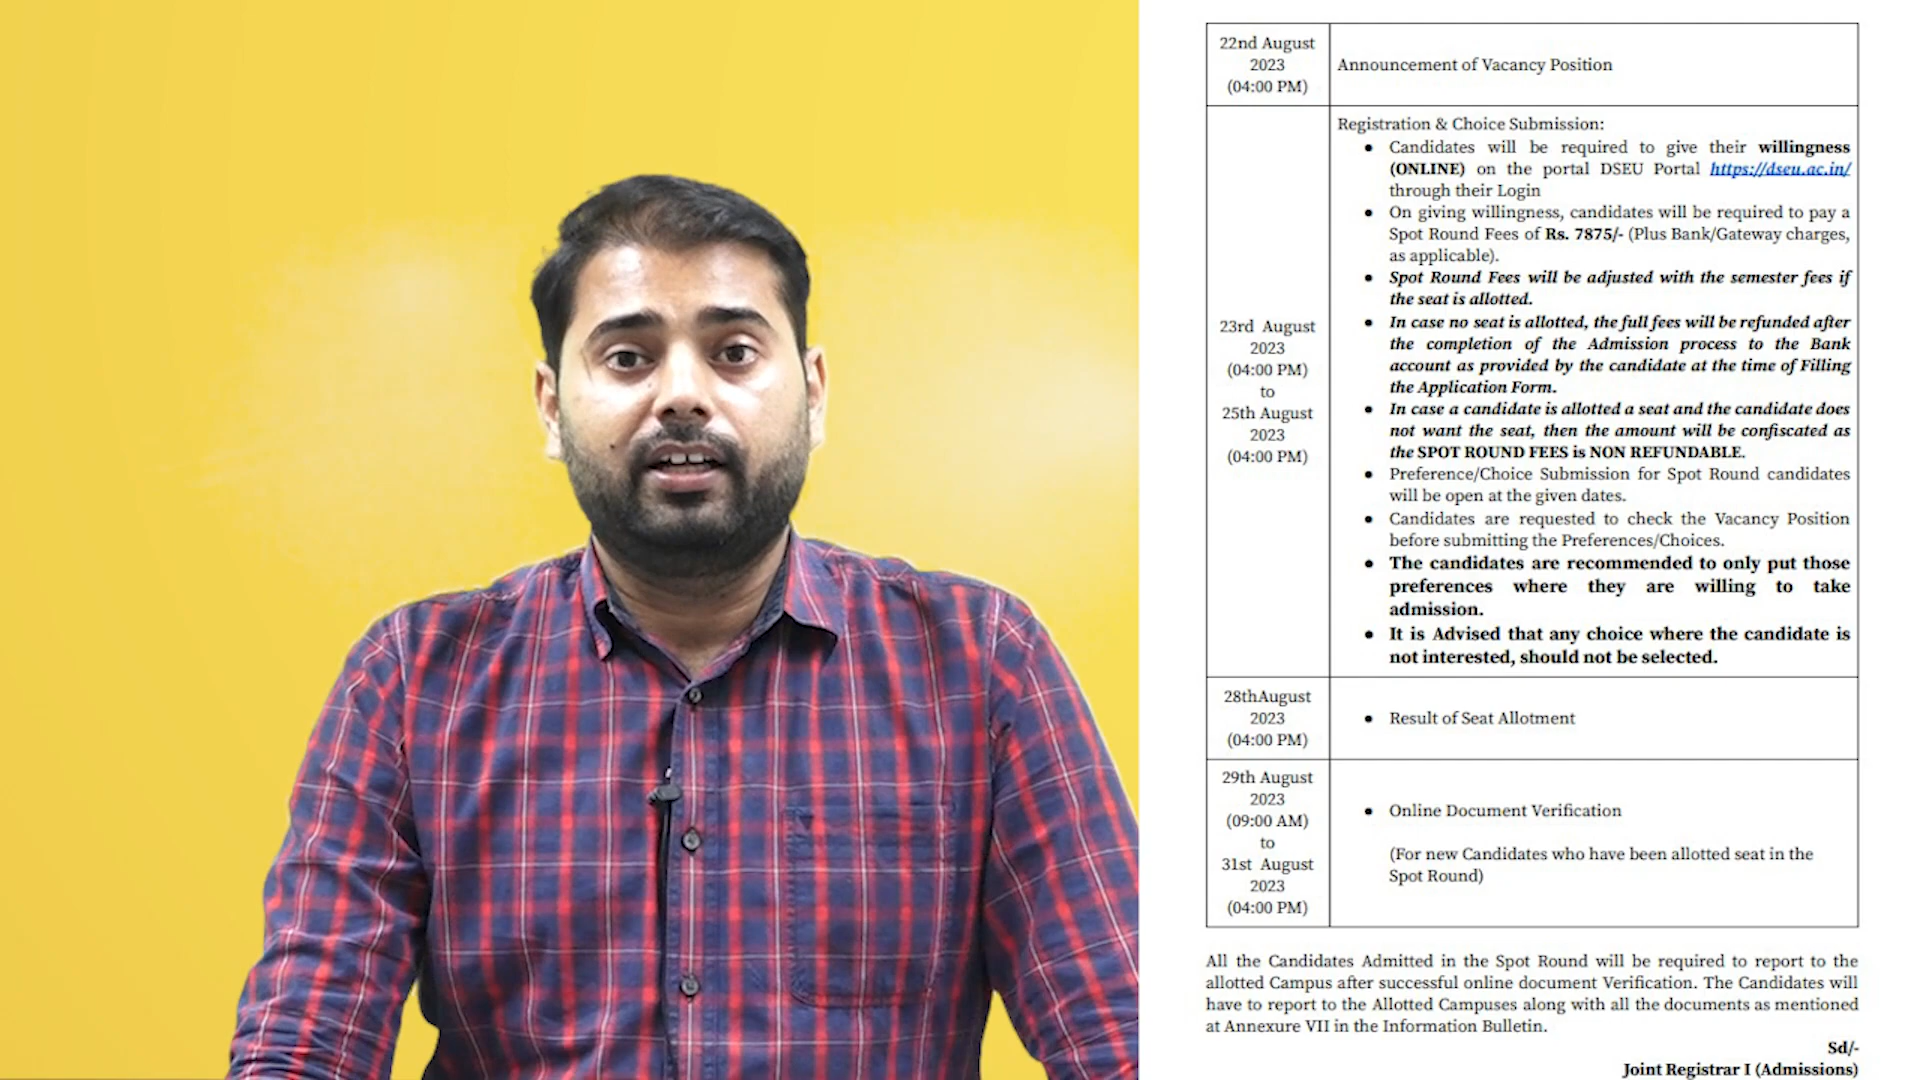 22nd August
2023
(04:00 PM)
Announcement of Vacancy Position
Registration & Choice Submission:
● Candidates will be required to give their willingness
(ONLINE) on the portal DSEU Portal https://dseu.ac.in/
through their Login
● On giving willingness, candidates will be required to pay a
Spot Round Fees of Rs. 7875/- (Plus Bank/Gateway charges,
as applicable).
● Spot Round Fees will be adjusted with the semester fees if
the seat is allotted.
23rd August
2023
(04:00 PM)
to
25th August
2023
(04:00 PM)
● In case no seat is allotted, the full fees will be refunded after
the completion of the Admission process to the Bank
account as provided by the candidate at the time of Filling
the Application Form.
● In case a candidate is allotted a seat and the candidate does
not want the seat, then the amount will be confiscated as
the SPOT ROUND FEES is NON REFUNDABLE.
● Preference/Choice Submission for Spot Round candidates
will be open at the given dates.
● Candidates are requested to check the Vacancy Position
before submitting the Preferences/Choices.
● The candidates are recommended to only put those
preferences where they are willing to take
admission.
● It is Advised that any choice where the candidate is
not interested, should not be selected.
28thAugust
2023
(04:00 PM)
● Result of Seat Allotment
29th August
2023
(09:00 AM)
to
31st August
2023
(04:00 PM)
● Online Document Verification
(For new Candidates who have been allotted seat in the
Spot Round)
All the Candidates Admitted in the Spot Round will be required to report to the
allotted Campus after successful online document Verification. The Candidates will
have to report to the Allotted Campuses along with all the documents as mentioned
at Annexure VII in the Information Bulletin.
Sd/-
Joint Registrar I (Admissions)